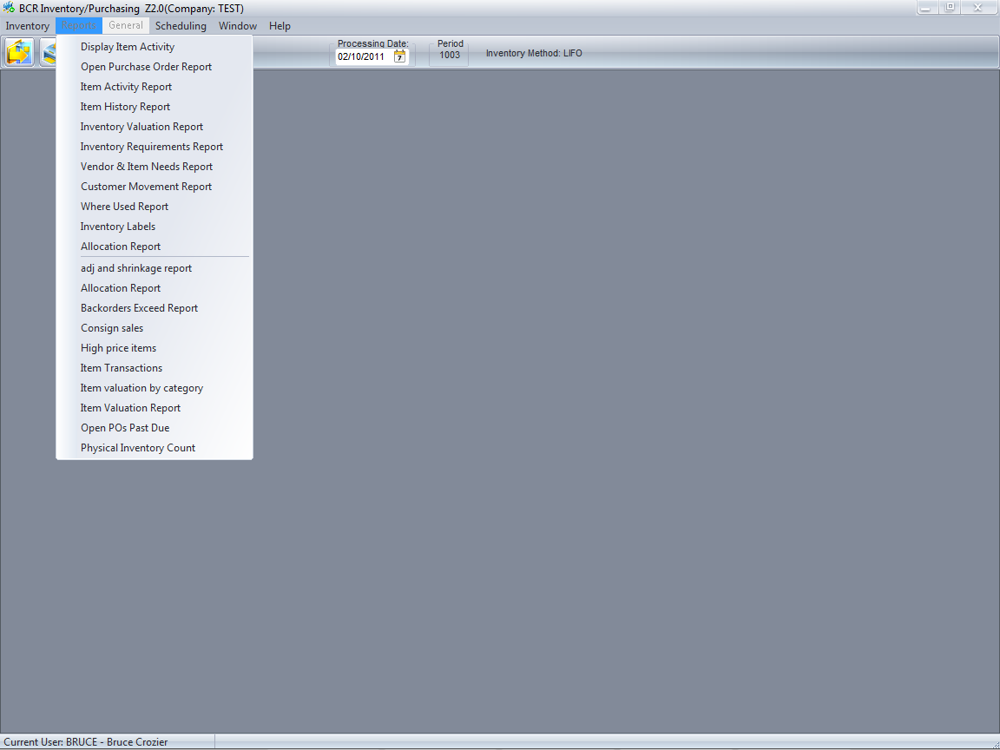 BCR Inventory/Purchasing Z2.0(Company: TEST)
Inventory Reports General Scheduling Window Help
Processing Date: Period
02/10/2011 7 1003 Inventory Method: LIFO
Display Item Activity
Open Purchase Order Report
Item Activity Report
Item History Report
Inventory Valuation Report
Inventory Requirements Report
Vendor & Item Needs Report
Customer Movement Report
Where Used Report
Inventory Labels
Allocation Report
adj and shrinkage report
Allocation Report
Backorders Exceed Report
Consign sales
High price items
Item Transactions
Item valuation by category
Item Valuation Report
Open POs Past Due
Physical Inventory Count
Current User: BRUCE - Bruce Crozier